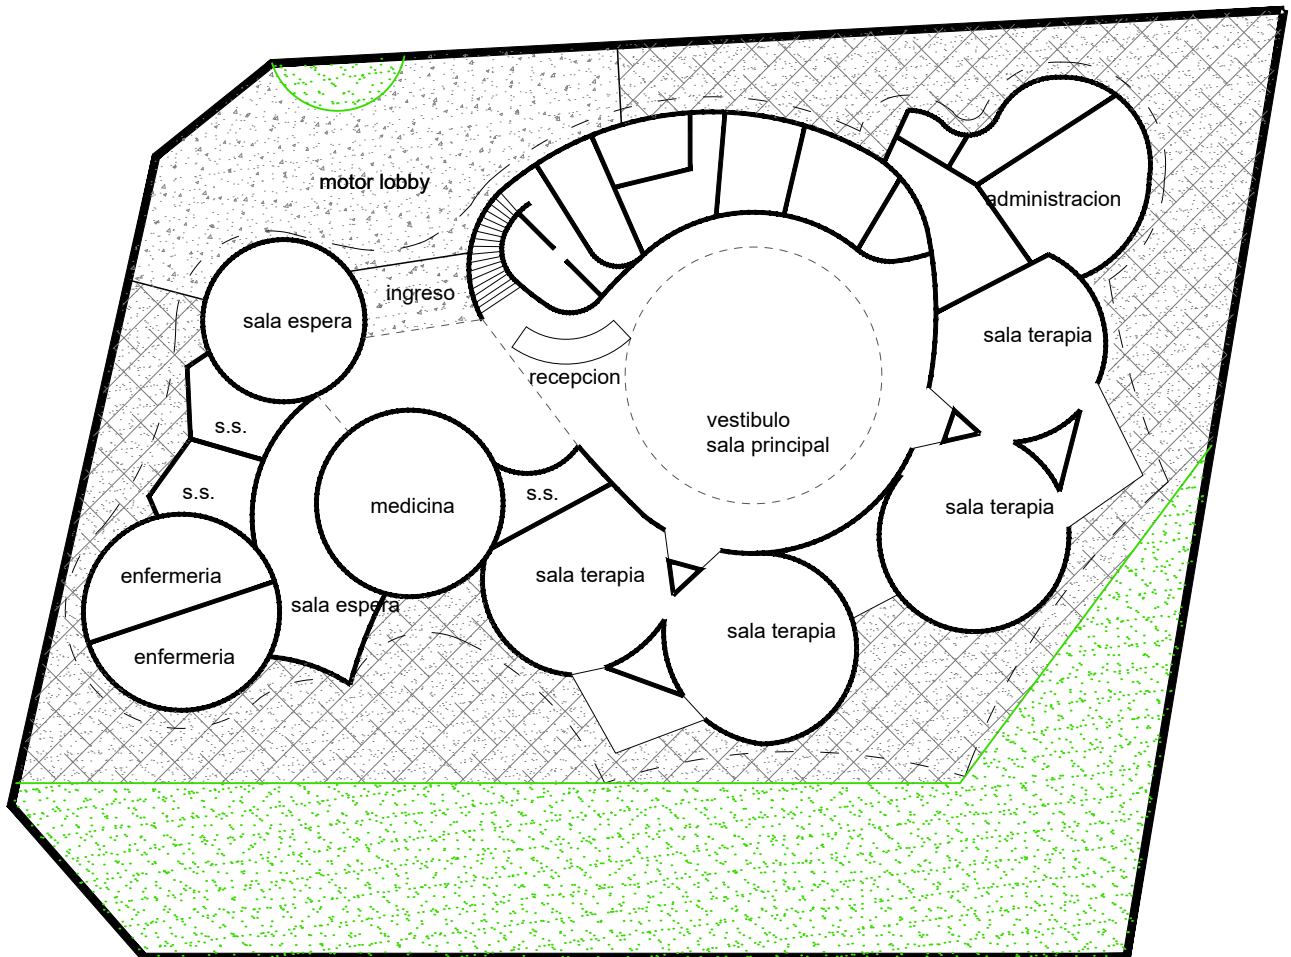 motor lobby
administracion
ingreso
sala espera
sala terapia
recepcion
vestibulo
sala principal
s.s.
s.s.
s.s.
medicina
sala terapia
enfermeria
sala terapia
sala espera
sala terapia
enfermeria